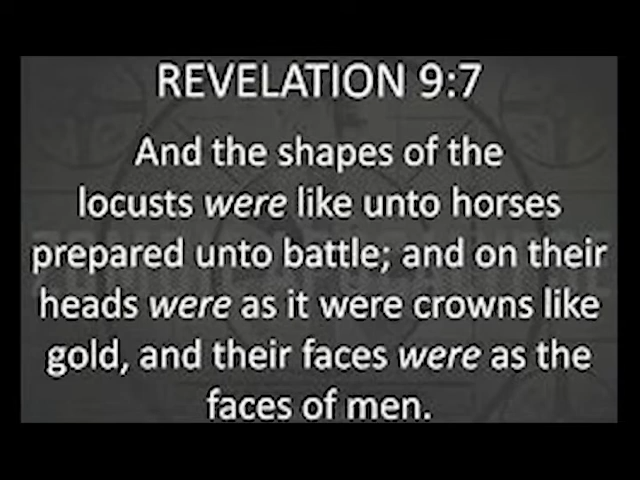 REVELATION 9:7
And the shapes of the
locusts were like unto horses
prepared unto battle; and on their
heads were as it were crowns like
gold, and their faces were as the
faces of men.